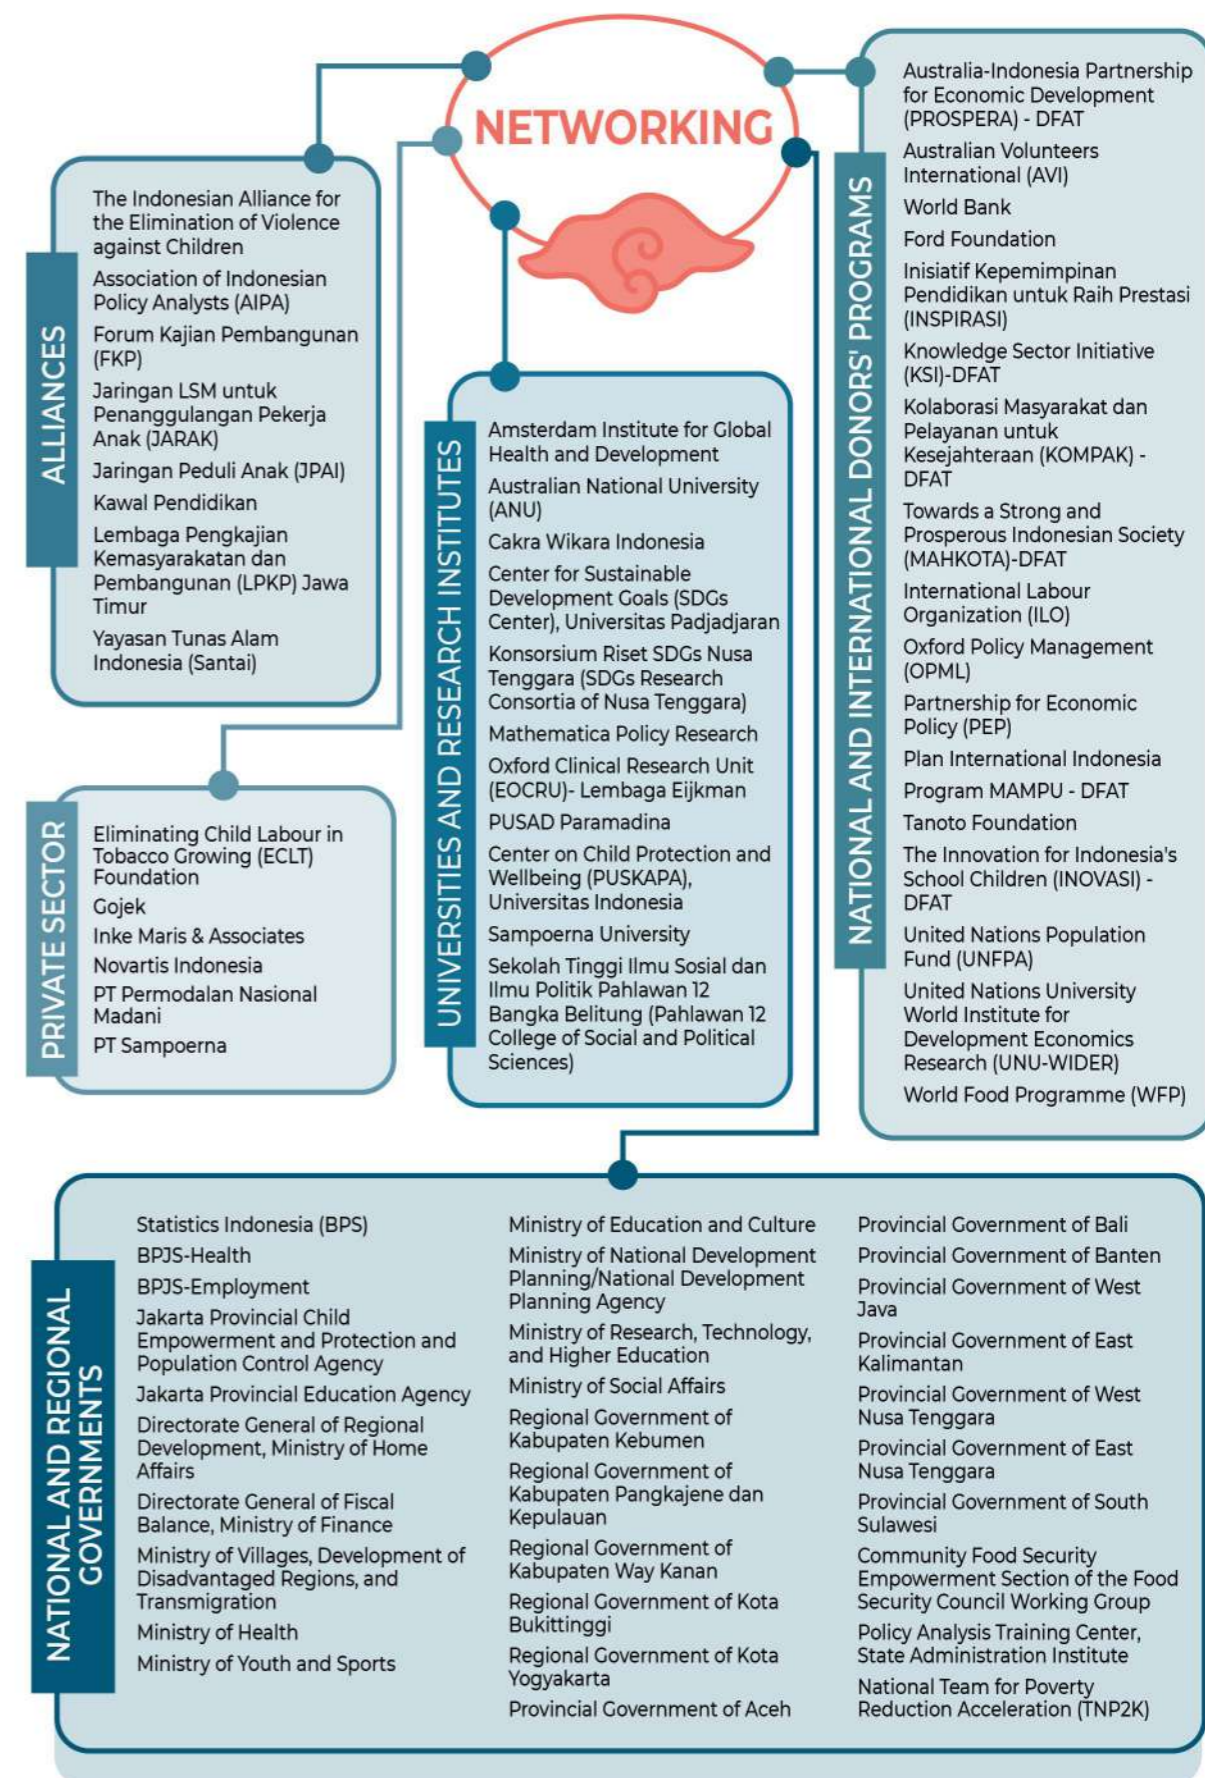 NETWORKING
ALLIANCES
The Indonesian Alliance for
the Elimination of Violence
against Children
Association of Indonesian
Policy Analysts (AIPA)
Forum Kajian Pembangunan
(FKP)
Jaringan LSM untuk
Penanggulangan Pekerja
Anak (JARAK)
Jaringan Peduli Anak (JPAI)
Kawal Pendidikan
Lembaga Pengkajian
Kemasyarakatan dan
Pembangunan (LPKP) Jawa
Timur
Yayasan Tunas Alam
Indonesia (Santai)
PRIVATE SECTOR
Eliminating Child Labour in
Tobacco Growing (ECLT)
Foundation
Gojek
Inke Maris & Associates
Novartis Indonesia
PT Permodalan Nasional
Madani
PT Sampoerna
UNIVERSITIES AND RESEARCH INSTITUTES
Amsterdam Institute for Global
Health and Development
Australian National University
(ANU)
Cakra Wikara Indonesia
Center for Sustainable
Development Goals (SDGs
Center), Universitas Padjadjaran
Konsorsium Riset SDGs Nusa
Tenggara (SDGs Research
Consortia of Nusa Tenggara)
Mathematica Policy Research
Oxford Clinical Research Unit
(EOCRU)- Lembaga Eijkman
PUSAD Paramadina
Center on Child Protection and
Wellbeing (PUSKAPA),
Universitas Indonesia
Sampoerna University
Sekolah Tinggi Ilmu Sosial dan
Ilmu Politik Pahlawan 12
Bangka Belitung (Pahlawan 12
College of Social and Political
Sciences)
NATIONAL AND INTERNATIONAL DONORS' PROGRAMS
Australia-Indonesia Partnership
for Economic Development
(PROSPERA) - DFAT
Australian Volunteers
International (AVI)
World Bank
Ford Foundation
Inisiatif Kepemimpinan
Pendidikan untuk Raih Prestasi
(INSPIRASI)
Knowledge Sector Initiative
(KSI)-DFAT
Kolaborasi Masyarakat dan
Pelayanan untuk
Kesejahteraan (KOMPAK) -
DFAT
Towards a Strong and
Prosperous Indonesian Society
(MAHKOTA)-DFAT
International Labour
Organization (ILO)
Oxford Policy Management
(OPML)
Partnership for Economic
Policy (PEP)
Plan International Indonesia
Program MAMPU - DFAT
Tanoto Foundation
The Innovation for Indonesia's
School Children (INOVASI) -
DFAT
United Nations Population
Fund (UNFPA)
United Nations University
World Institute for
Development Economics
Research (UNU-WIDER)
World Food Programme (WFP)
NATIONAL AND REGIONAL
GOVERNMENTS
Statistics Indonesia (BPS)
BPJS-Health
BPJS-Employment
Jakarta Provincial Child
Empowerment and Protection and
Population Control Agency
Jakarta Provincial Education Agency
Directorate General of Regional
Development, Ministry of Home
Affairs
Directorate General of Fiscal
Balance, Ministry of Finance
Ministry of Villages, Development of
Disadvantaged Regions, and
Transmigration
Ministry of Health
Ministry of Youth and Sports
Ministry of Education and Culture
Ministry of National Development
Planning/National Development
Planning Agency
Ministry of Research, Technology,
and Higher Education
Ministry of Social Affairs
Regional Government of
Kabupaten Kebumen
Regional Government of
Kabupaten Pangkajene dan
Kepulauan
Regional Government of
Kabupaten Way Kanan
Regional Government of Kota
Bukittinggi
Regional Government of Kota
Yogyakarta
Provincial Government of Aceh
Provincial Government of Bali
Provincial Government of Banten
Provincial Government of West
Java
Provincial Government of East
Kalimantan
Provincial Government of West
Nusa Tenggara
Provincial Government of East
Nusa Tenggara
Provincial Government of South
Sulawesi
Community Food Security
Empowerment Section of the Food
Security Council Working Group
Policy Analysis Training Center,
State Administration Institute
National Team for Poverty
Reduction Acceleration (TNP2K)